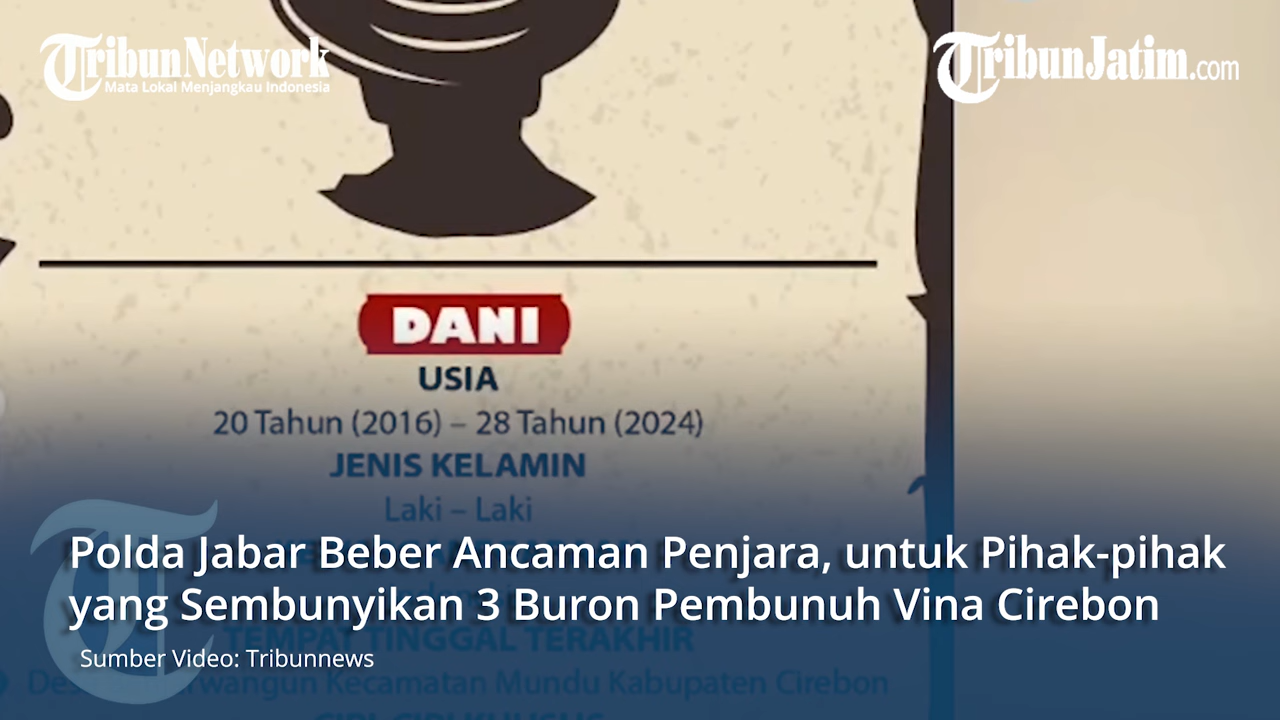 TribunNetwork
Mata Lokal Menjangkau Indonesia
TribunJatim.com
DANI
USIA
20 Tahun (2016) – 28 Tahun (2024)
JENIS KELAMIN
Laki – Laki
Polda Jabar Beber Ancaman Penjara, untuk Pihak-pihak
yang Sembunyikan 3 Buron Pembunuh Vina Cirebon
TEMPAT TINGGAL TERAKHIR
Sumber Video: Tribunnews
Kecamatan Mundu Kabupaten Cirebon